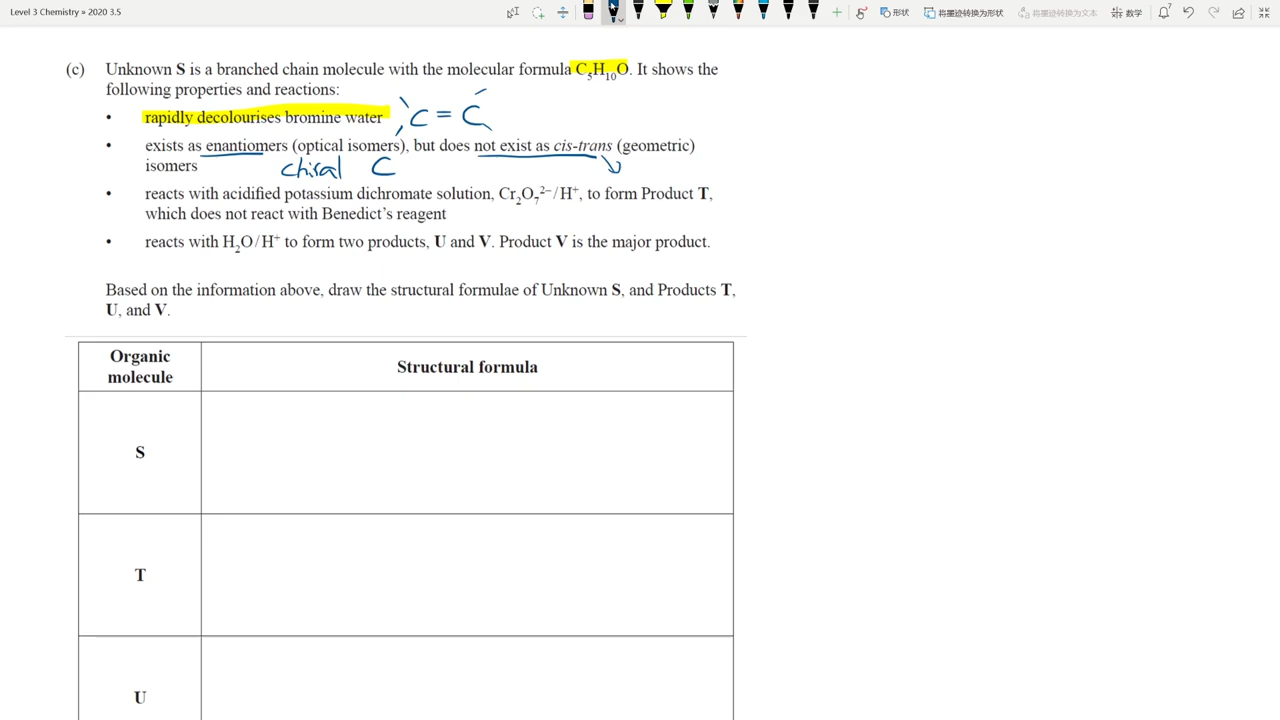 Level 3 Chemistry » 2020 3.5
形状 将墨迹转换为形状 将墨迹转换为文本 数学
(c) Unknown S is a branched chain molecule with the molecular formula C₅H₁₀O. It shows the
following properties and reactions:
• rapidly decolourises bromine water C = C
• exists as enantiomers (optical isomers), but does not exist as cis-trans (geometric)
isomers chiral C
• reacts with acidified potassium dichromate solution, Cr₂O₇²⁻/H⁺, to form Product T,
which does not react with Benedict's reagent
• reacts with H₂O/H⁺ to form two products, U and V. Product V is the major product.
Based on the information above, draw the structural formulae of Unknown S, and Products T,
U, and V.
Organic
molecule
Structural formula
S
T
U